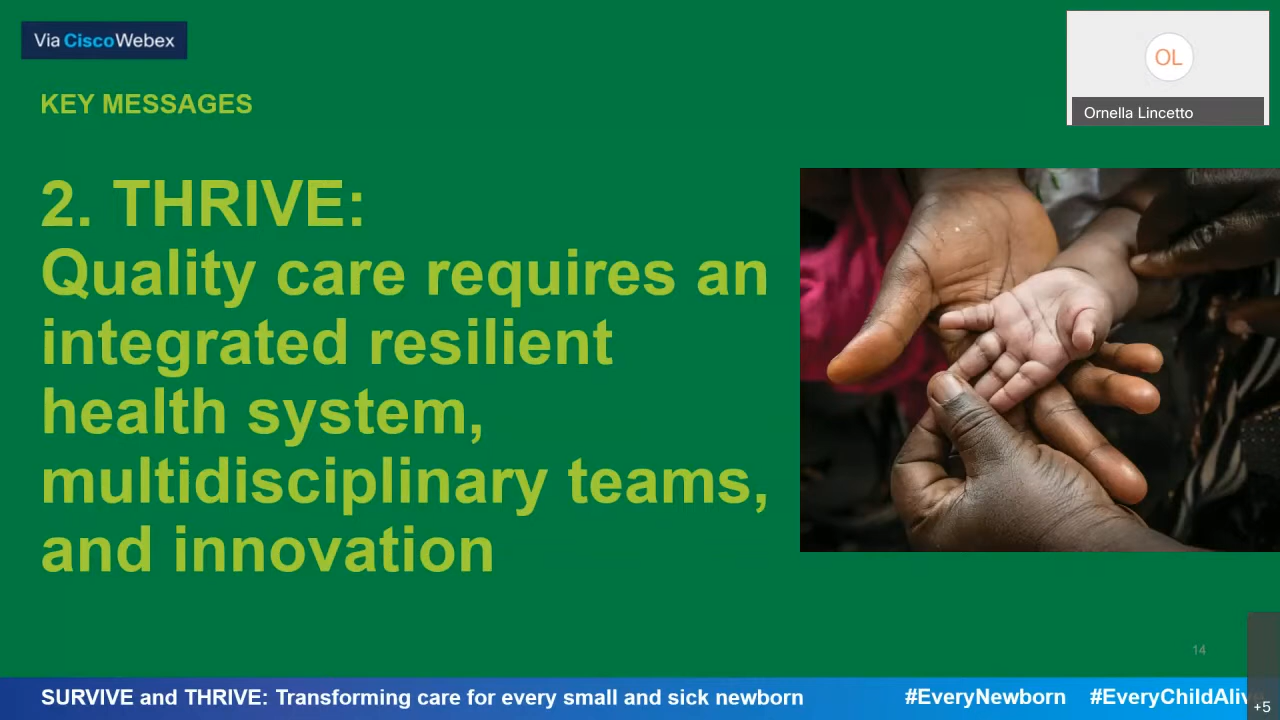 Via CiscoWebex
OL
Ornella Lincetto
KEY MESSAGES
2. THRIVE:
Quality care requires an
integrated resilient
health system,
multidisciplinary teams,
and innovation
14
SURVIVE and THRIVE: Transforming care for every small and sick newborn
#EveryNewborn #EveryChildAlive
+5